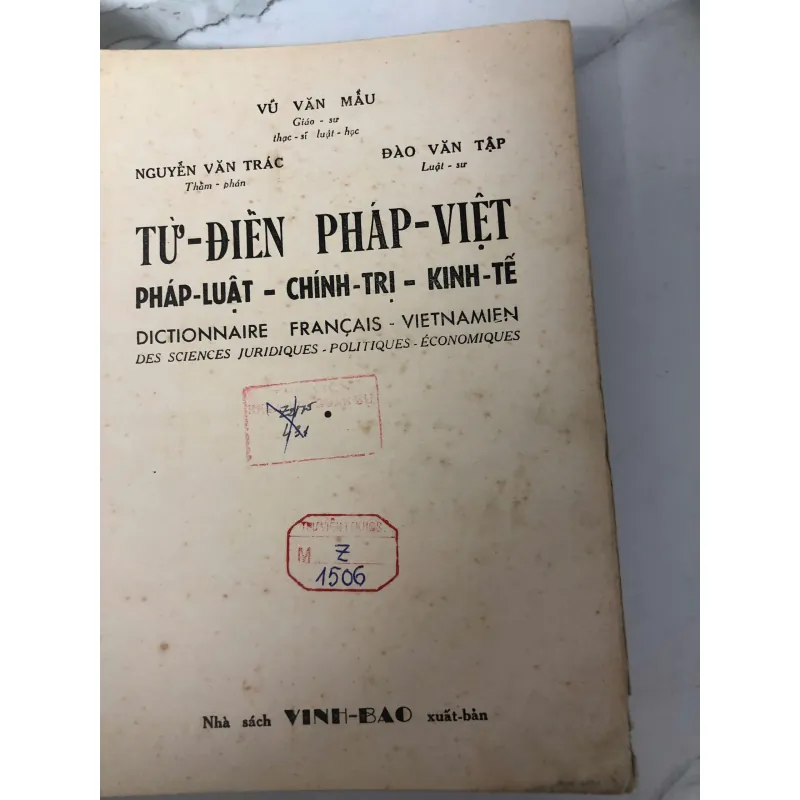 VŨ VĂN MẪU
Giáo - sư
thạc - sĩ luật - học
NGUYỄN VĂN TRÁC
Thẩm - phán
ĐÀO VĂN TẬP
Luật - sư
TỪ-ĐIỂN PHÁP-VIỆT
PHÁP-LUẬT - CHÍNH-TRỊ - KINH-TẾ
DICTIONNAIRE FRANÇAIS - VIETNAMIEN
DES SCIENCES JURIDIQUES - POLITIQUES - ÉCONOMIQUES
M Z
1506
Nhà sách VINH-BAO xuất-bản